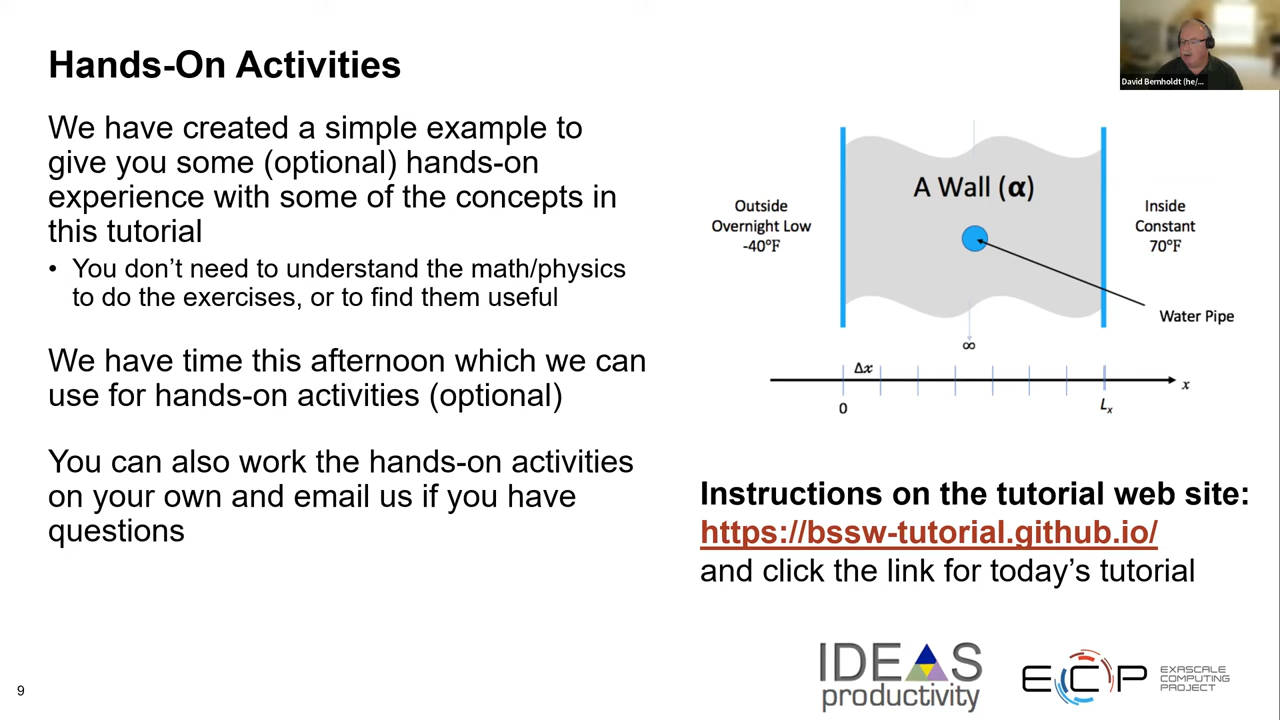 Hands-On Activities
We have created a simple example to
give you some (optional) hands-on
experience with some of the concepts in
this tutorial
• You don’t need to understand the math/physics
to do the exercises, or to find them useful
We have time this afternoon which we can
use for hands-on activities (optional)
You can also work the hands-on activities
on your own and email us if you have
questions
David Bernholdt (he/...
A Wall (α)
Outside
Overnight Low
-40°F
Inside
Constant
70°F
Water Pipe
∞
Δx
x
0
Lx
Instructions on the tutorial web site:
https://bssw-tutorial.github.io/
and click the link for today’s tutorial
IDEAS
productivity
ECP
EXASCALE
COMPUTING
PROJECT
9